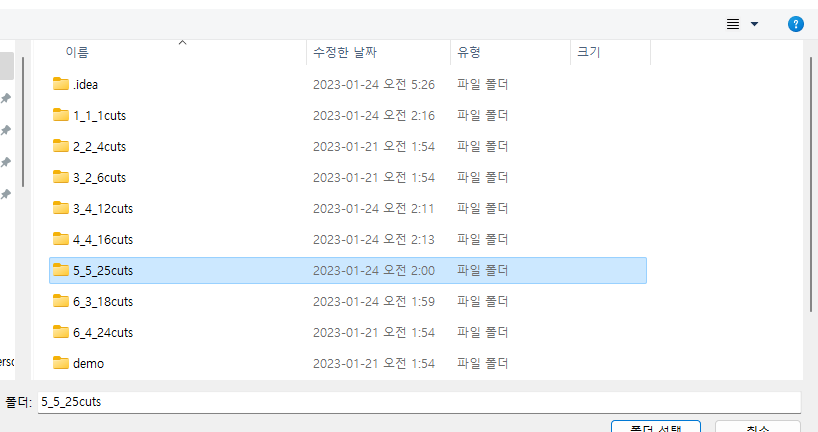 이름 수정한 날짜 유형 크기
.idea 2023-01-24 오전 5:26 파일 폴더
1_1_1cuts 2023-01-24 오전 2:16 파일 폴더
2_2_4cuts 2023-01-21 오전 1:54 파일 폴더
3_2_6cuts 2023-01-21 오전 1:54 파일 폴더
3_4_12cuts 2023-01-24 오전 2:11 파일 폴더
4_4_16cuts 2023-01-24 오전 2:13 파일 폴더
5_5_25cuts 2023-01-24 오전 2:00 파일 폴더
6_3_18cuts 2023-01-24 오전 1:59 파일 폴더
6_4_24cuts 2023-01-21 오전 1:54 파일 폴더
demo 2023-01-21 오전 1:54 파일 폴더
폴더: 5_5_25cuts
폴더 선택 취소